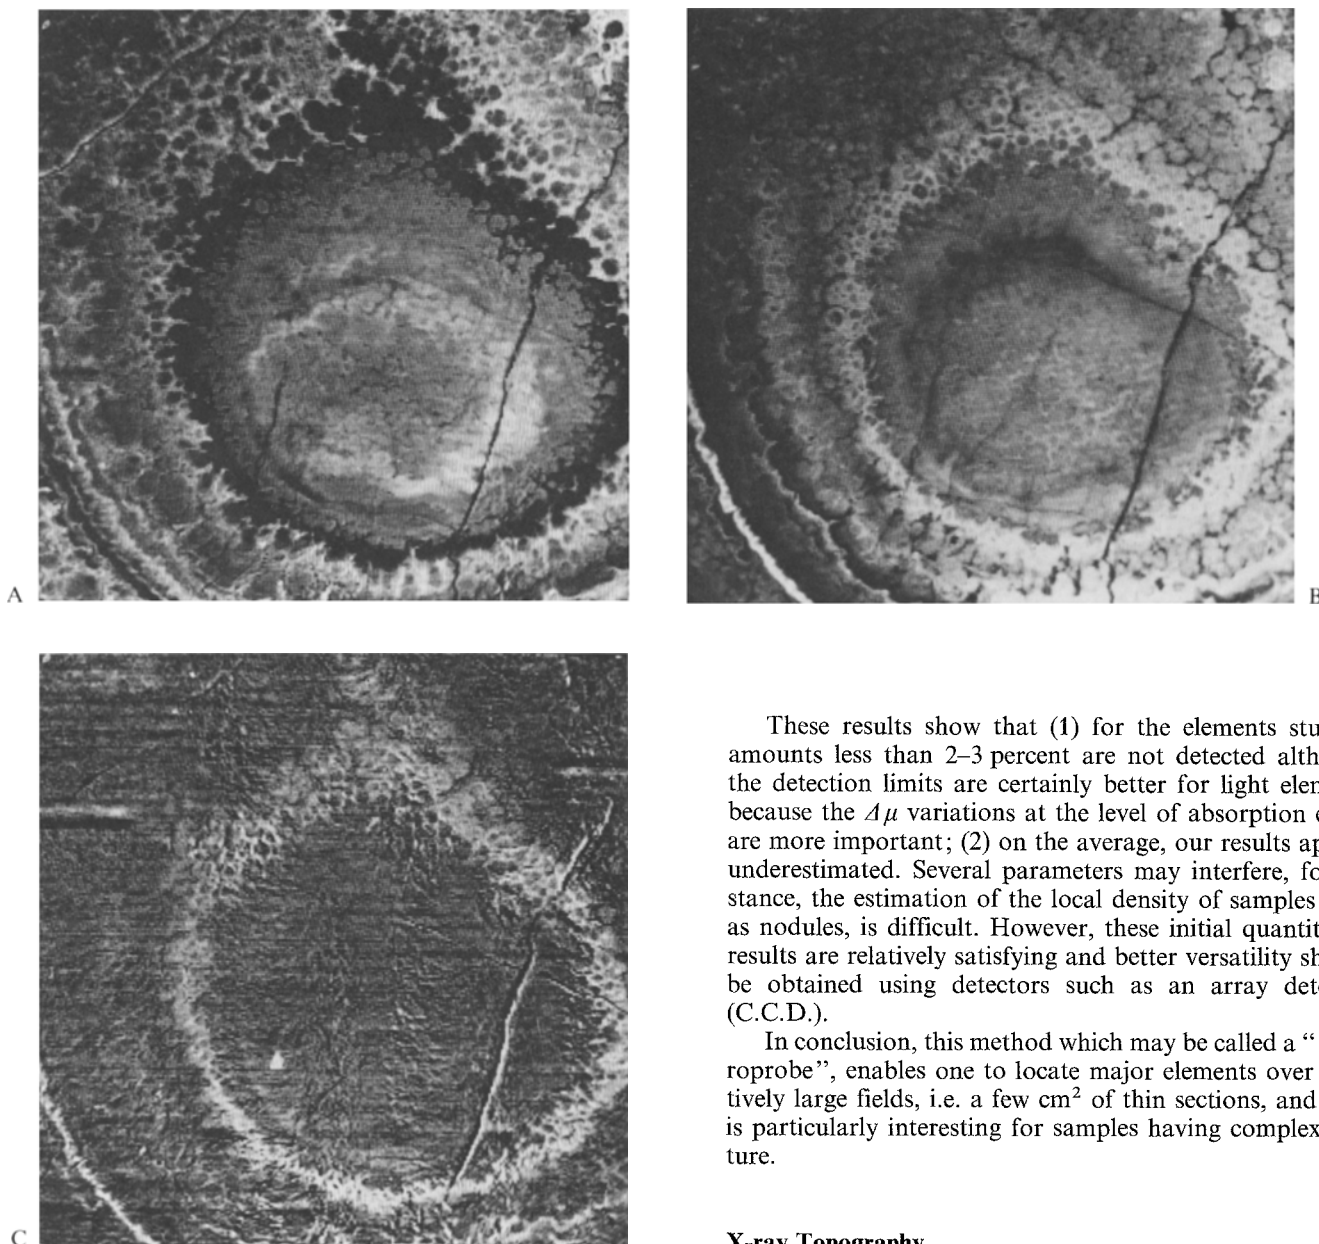 A
B
C
These results show that (1) for the elements stu
amounts less than 2–3 percent are not detected alth
the detection limits are certainly better for light elen
because the Δμ variations at the level of absorption e
are more important; (2) on the average, our results ap
underestimated. Several parameters may interfere, fo
stance, the estimation of the local density of samples
as nodules, is difficult. However, these initial quantit
results are relatively satisfying and better versatility sh
be obtained using detectors such as an array det
(C.C.D.).
In conclusion, this method which may be called a “
roprobe”, enables one to locate major elements over
tively large fields, i.e. a few cm² of thin sections, and
is particularly interesting for samples having complex
ture.
X-ray Topography